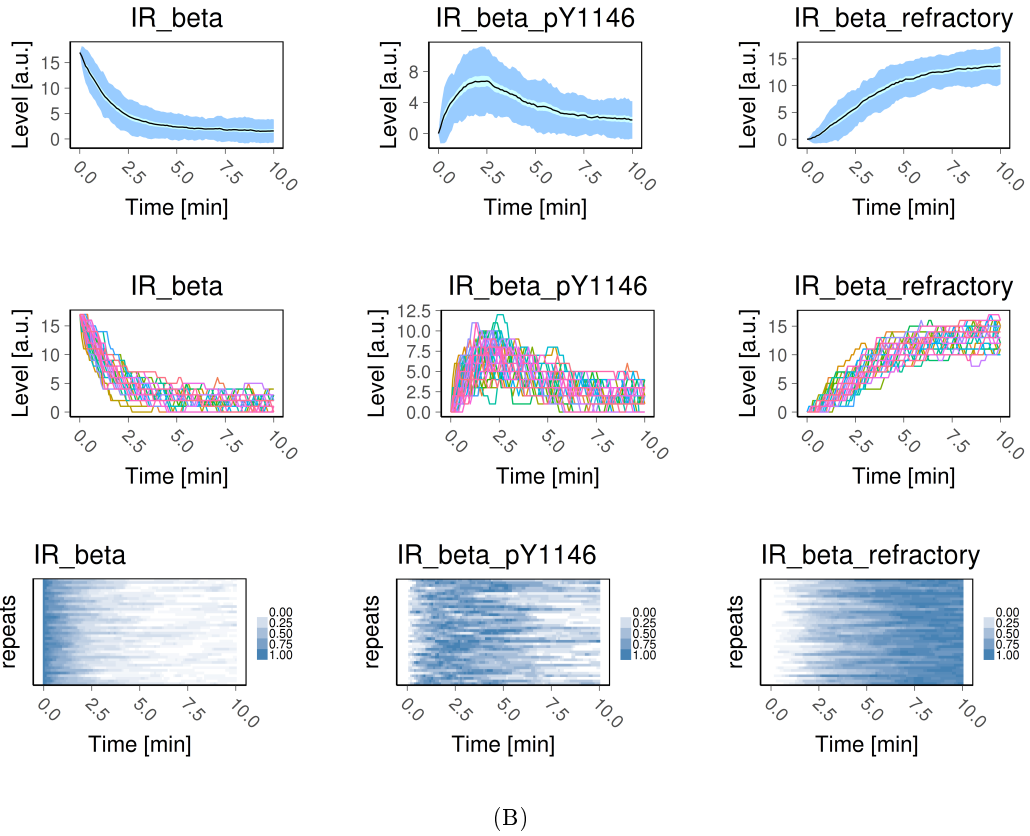 IR_beta IR_beta_pY1146 IR_beta_refractory
Level [a.u.] 15 10 5 0 Level [a.u.] 8 4 0 Level [a.u.] 15 10 5 0
0.0 2.5 5.0 7.5 10.0 0.0 2.5 5.0 7.5 10.0 0.0 2.5 5.0 7.5 10.0
Time [min] Time [min] Time [min]
IR_beta IR_beta_pY1146 IR_beta_refractory
Level [a.u.] 15 10 5 0 Level [a.u.] 12.5 10.0 7.5 5.0 2.5 0.0 Level [a.u.] 15 10 5 0
0.0 2.5 5.0 7.5 10.0 0.0 2.5 5.0 7.5 10.0 0.0 2.5 5.0 7.5 10.0
Time [min] Time [min] Time [min]
IR_beta IR_beta_pY1146 IR_beta_refractory
repeats 0.00 0.25 0.50 0.75 1.00 repeats 0.00 0.25 0.50 0.75 1.00 repeats 0.00 0.25 0.50 0.75 1.00
0.0 2.5 5.0 7.5 10.0 0.0 2.5 5.0 7.5 10.0 0.0 2.5 5.0 7.5 10.0
Time [min] Time [min] Time [min]
(B)